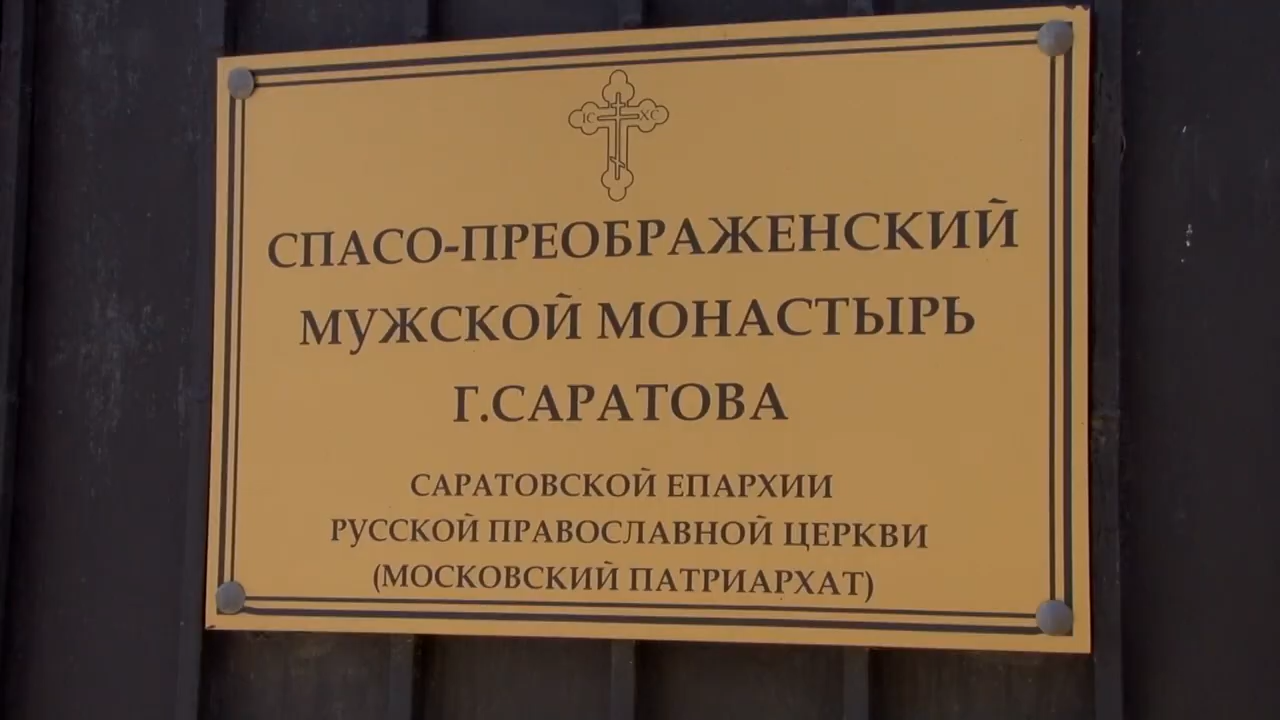 IC XC
СПАСО-ПРЕОБРАЖЕНСКИЙ
МУЖСКОЙ МОНАСТЫРЬ
Г.САРАТОВА
САРАТОВСКОЙ ЕПАРХИИ
РУССКОЙ ПРАВОСЛАВНОЙ ЦЕРКВИ
(МОСКОВСКИЙ ПАТРИАРХАТ)